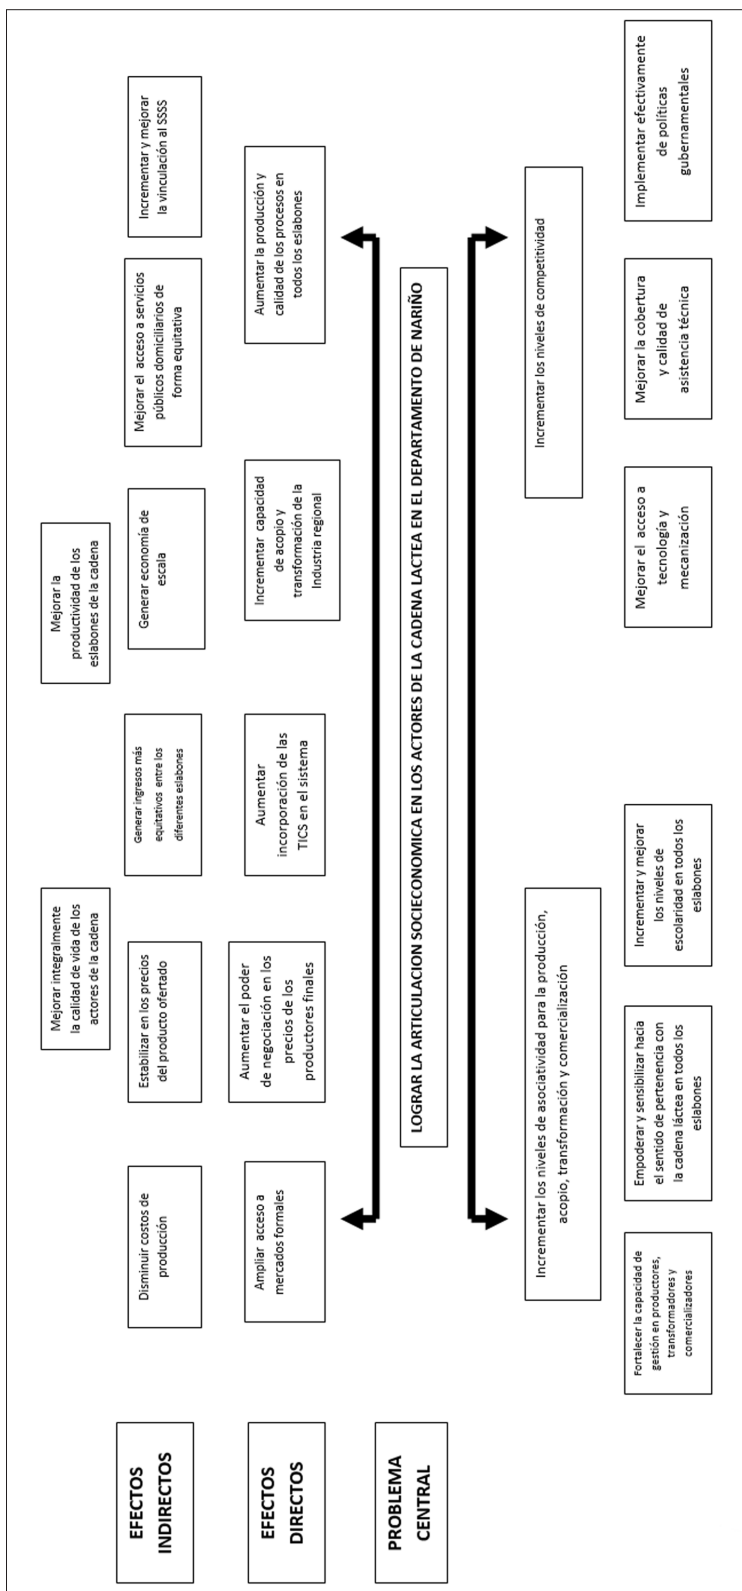 Mejorar integralmente
la calidad de vida de los
actores de la cadena
Mejorar la
productividad de los
eslabones de la cadena
EFECTOS
INDIRECTOS
Disminuir costos de
producción
Estabilizar en los precios
del producto ofertado
Generar ingresos más
equitativos entre los
diferentes eslabones
Generar economía de
escala
Mejorar el acceso a servicios
públicos domiciliarios de
forma equitativa
Incrementar y mejorar
la vinculación al SSSS
EFECTOS
DIRECTOS
Ampliar acceso a
mercados formales
Aumentar el poder
de negociación en los
precios de los
productores finales
Aumentar
incorporación de las
TICS en el sistema
Incrementar capacidad
de acopio y
transformación de la
Industria regional
Aumentar la producción y
calidad de los procesos en
todos los eslabones
PROBLEMA
CENTRAL
LOGRAR LA ARTICULACION SOCIECONOMICA EN LOS ACTORES DE LA CADENA LACTEA EN EL DEPARTAMENTO DE NARIÑO
Incrementar los niveles de asociatividad para la producción,
acopio, transformación y comercialización
Incrementar los niveles de competitividad
Fortalecer la capacidad de
gestión en productores,
transformadores y
comercializadores
Empoderar y sensibilizar hacia
el sentido de pertenencia con
la cadena láctea en todos los
eslabones
Incrementar y mejorar
los niveles de
escolaridad en todos los
eslabones
Mejorar el acceso a
tecnología y
mecanización
Mejorar la cobertura
y calidad de
asistencia técnica
Implementar efectivamente
de políticas
gubernamentales